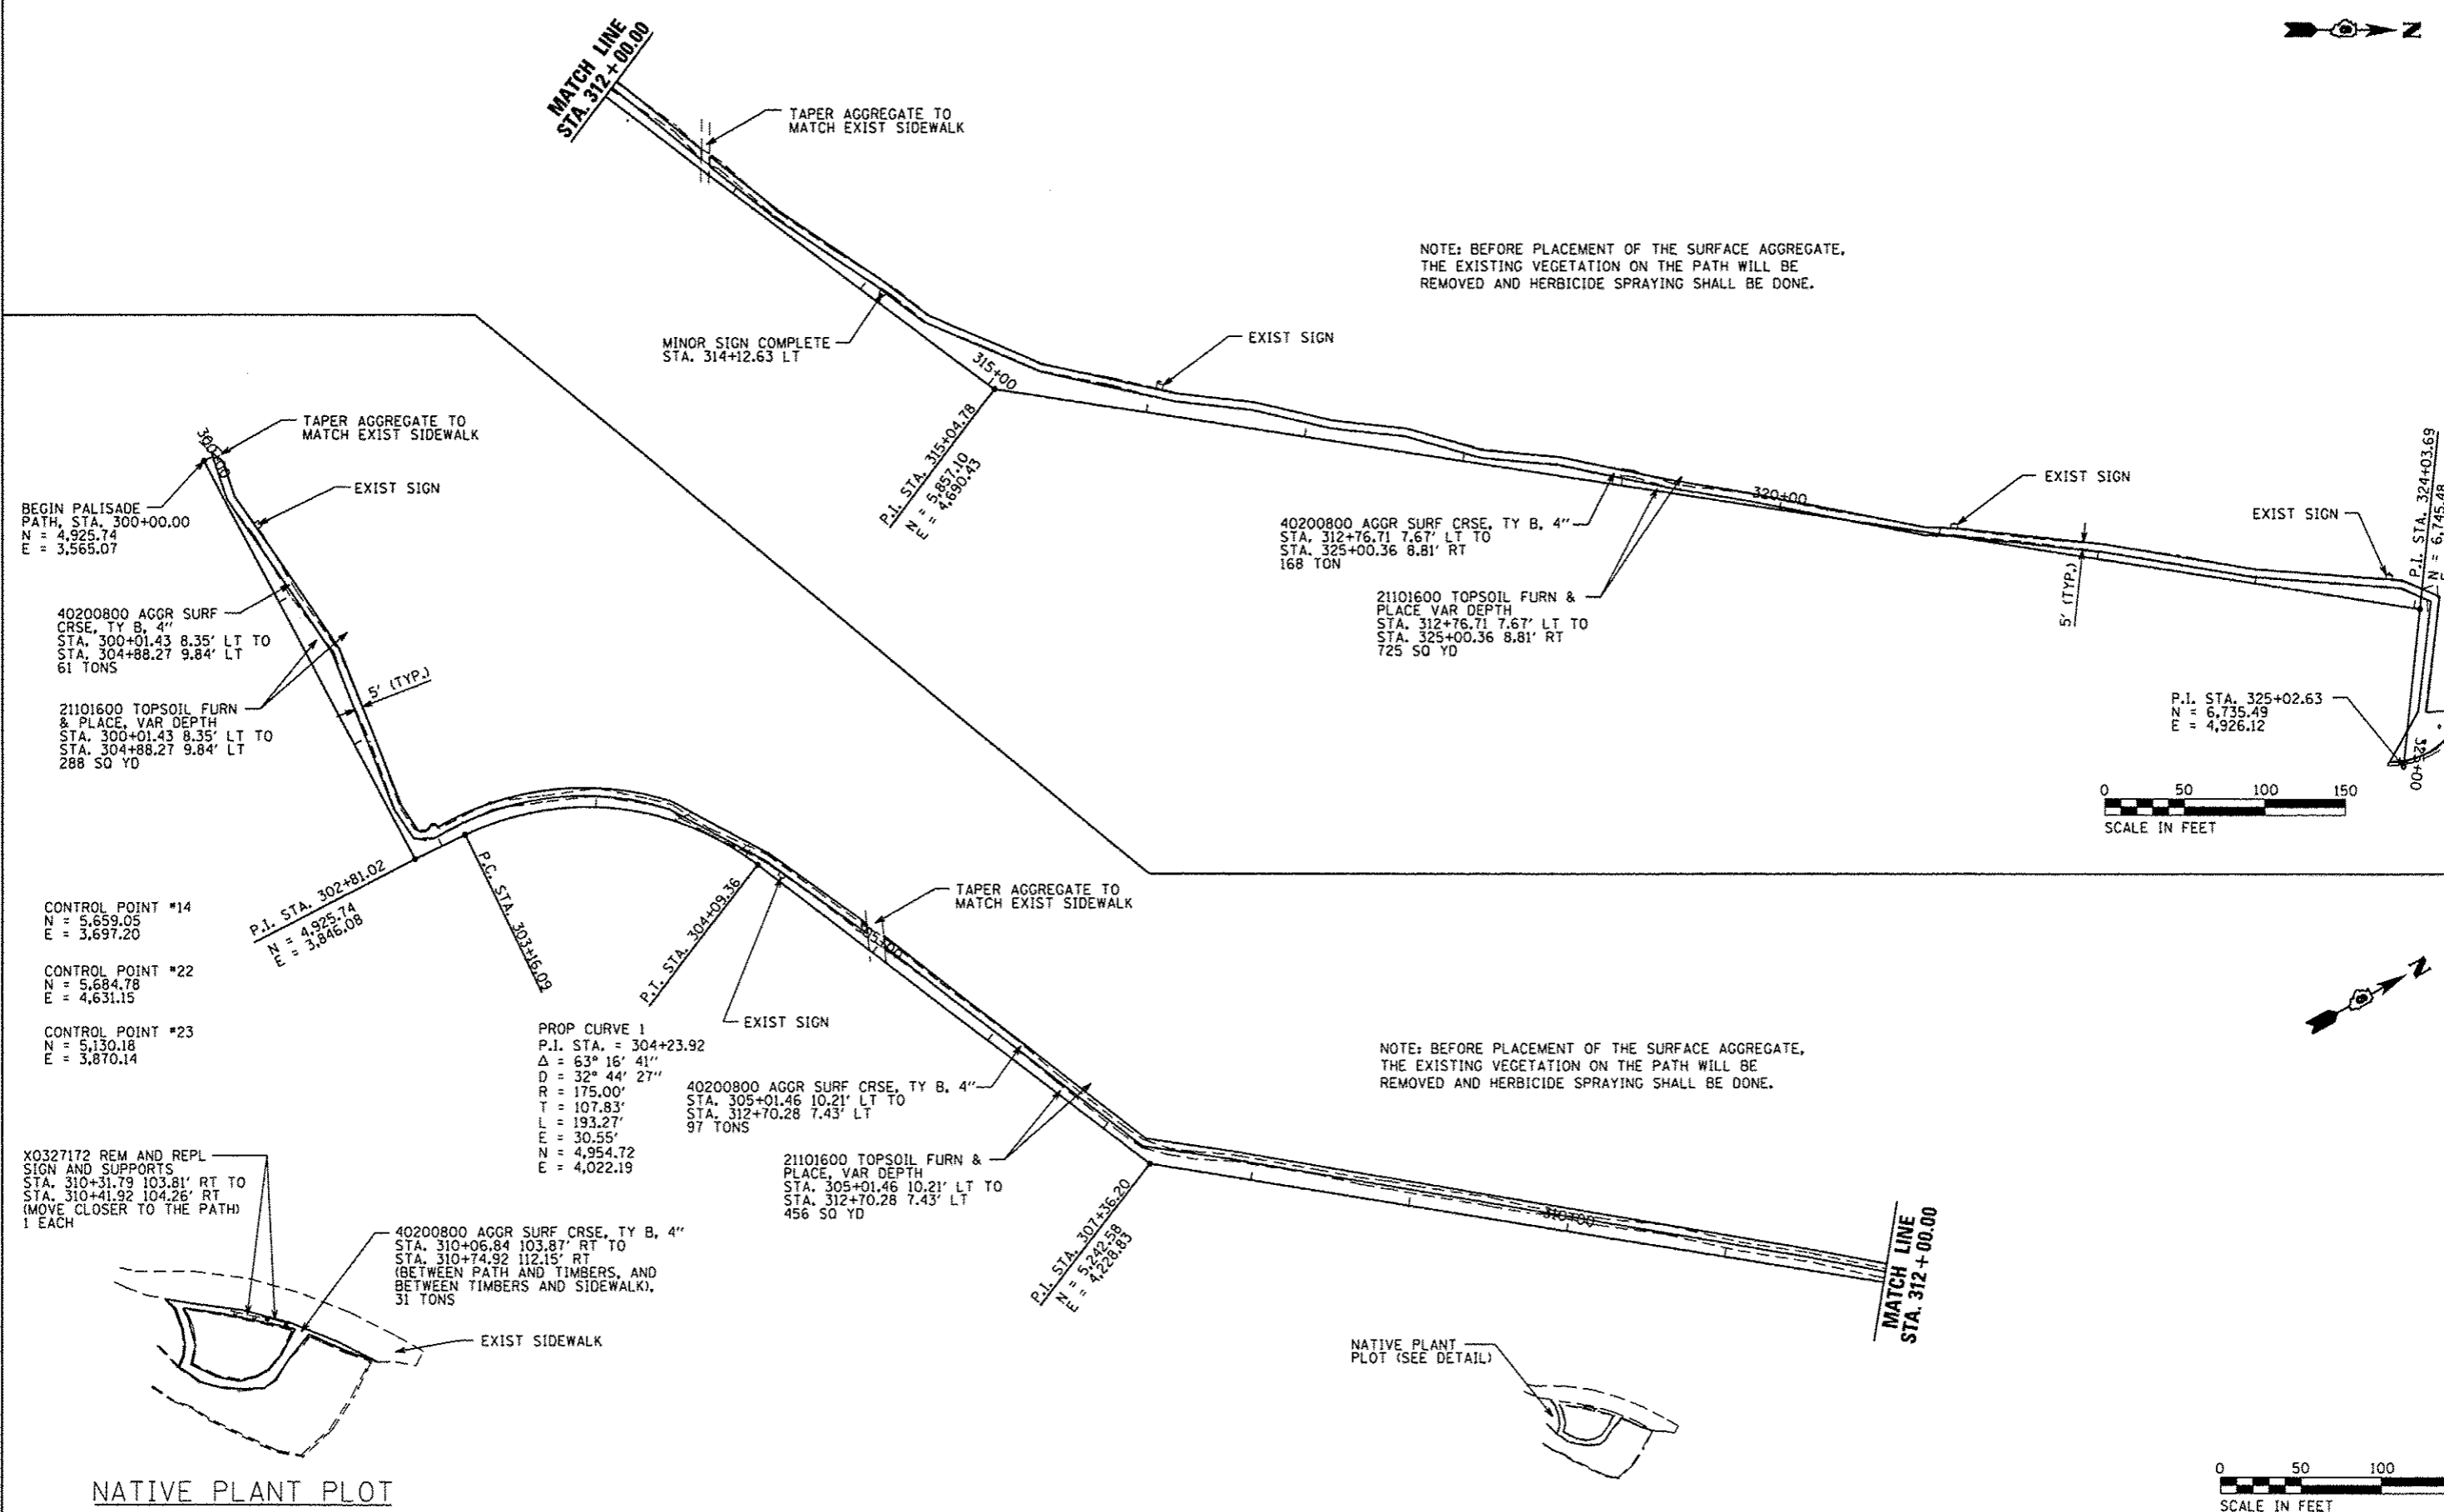 MATCH LINE
STA. 312+00.00
N
TAPER AGGREGATE TO
MATCH EXIST SIDEWALK
NOTE: BEFORE PLACEMENT OF THE SURFACE AGGREGATE,
THE EXISTING VEGETATION ON THE PATH WILL BE
REMOVED AND HERBICIDE SPRAYING SHALL BE DONE.
MINOR SIGN COMPLETE
STA. 314+12.63 LT
EXIST SIGN
315+00
P.I. STA. 315+04.78
N = 5,857.10
E = 4,690.43
40200800 AGGR SURF CRSE, TY B, 4"
STA. 312+76.71 7.67' LT TO
STA. 325+00.36 8.81' RT
168 TON
21101600 TOPSOIL FURN &
PLACE VAR DEPTH
STA. 312+76.71 7.67' LT TO
STA. 325+00.36 8.81' RT
725 SQ YD
320+00
EXIST SIGN
5' (TYP.)
EXIST SIGN
P.I. STA. 324+03.69
N = 6,745.48
P.I. STA. 325+02.63
N = 6,735.49
E = 4,926.12
325+00
0 50 100 150
SCALE IN FEET
300+00
TAPER AGGREGATE TO
MATCH EXIST SIDEWALK
EXIST SIGN
BEGIN PALISADE
PATH, STA. 300+00.00
N = 4,925.74
E = 3,565.07
40200800 AGGR SURF
CRSE, TY B, 4"
STA. 300+01.43 8.35' LT TO
STA. 304+88.27 9.84' LT
61 TONS
21101600 TOPSOIL FURN
& PLACE, VAR DEPTH
STA. 300+01.43 8.35' LT TO
STA. 304+88.27 9.84' LT
288 SQ YD
5' (TYP.)
P.I. STA. 302+81.02
N = 4,925.74
E = 3,846.08
P.C. STA. 303+16.09
P.T. STA. 304+09.36
EXIST SIGN
TAPER AGGREGATE TO
MATCH EXIST SIDEWALK
305+00
CONTROL POINT #14
N = 5,659.05
E = 3,697.20
CONTROL POINT #22
N = 5,684.78
E = 4,631.15
CONTROL POINT #23
N = 5,130.18
E = 3,870.14
PROP CURVE 1
P.I. STA. = 304+23.92
Δ = 63° 16' 41"
D = 32° 44' 27"
R = 175.00'
T = 107.83'
L = 193.27'
E = 30.55'
N = 4,954.72
E = 4,022.19
40200800 AGGR SURF CRSE, TY B, 4"
STA. 305+01.46 10.21' LT TO
STA. 312+70.28 7.43' LT
97 TONS
21101600 TOPSOIL FURN &
PLACE, VAR DEPTH
STA. 305+01.46 10.21' LT TO
STA. 312+70.28 7.43' LT
456 SQ YD
P.I. STA. 307+36.20
N = 5,242.58
E = 4,228.83
310+00
MATCH LINE
STA. 312+00.00
N
NOTE: BEFORE PLACEMENT OF THE SURFACE AGGREGATE,
THE EXISTING VEGETATION ON THE PATH WILL BE
REMOVED AND HERBICIDE SPRAYING SHALL BE DONE.
X0327172 REM AND REPL
SIGN AND SUPPORTS
STA. 310+31.79 103.81' RT TO
STA. 310+41.92 104.26' RT
(MOVE CLOSER TO THE PATH)
1 EACH
40200800 AGGR SURF CRSE, TY B, 4"
STA. 310+06.84 103.87' RT TO
STA. 310+74.92 112.15' RT
(BETWEEN PATH AND TIMBERS, AND
BETWEEN TIMBERS AND SIDEWALK),
31 TONS
EXIST SIDEWALK
NATIVE PLANT
PLOT (SEE DETAIL)
NATIVE PLANT PLOT
0 50 100
SCALE IN FEET